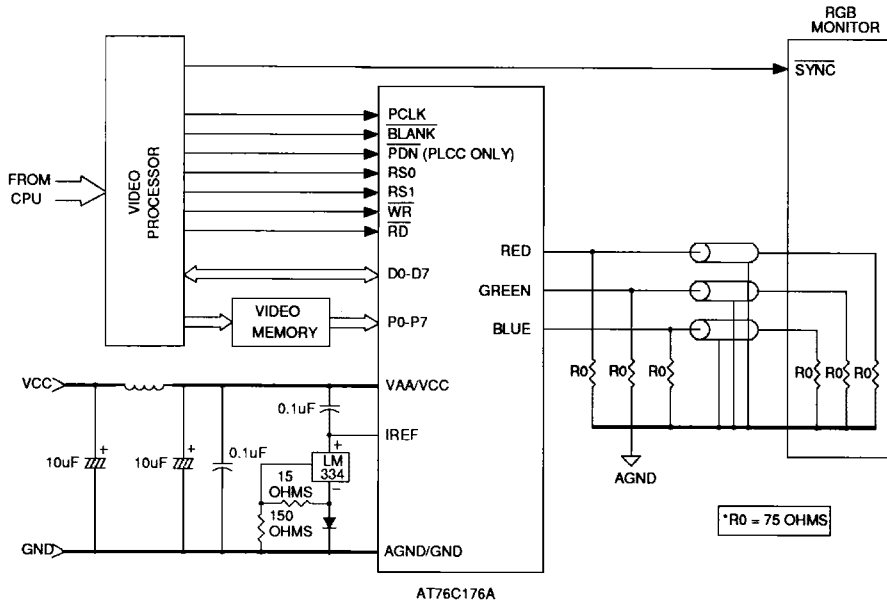 RGB
MONITOR
SYNC
PCLK
BLANK
PDN (PLCC ONLY)
RS0
RS1
WR
RD
D0-D7
P0-P7
FROM
CPU
VIDEO
PROCESSOR
VIDEO
MEMORY
RED
GREEN
BLUE
R0
R0
R0
R0
R0
R0
VCC
VAA/VCC
0.1uF
IREF
+
10uF
+
10uF
0.1uF
+
LM
334
-
15
OHMS
150
OHMS
AGND
*R0 = 75 OHMS
GND
AGND/GND
AT76C176A